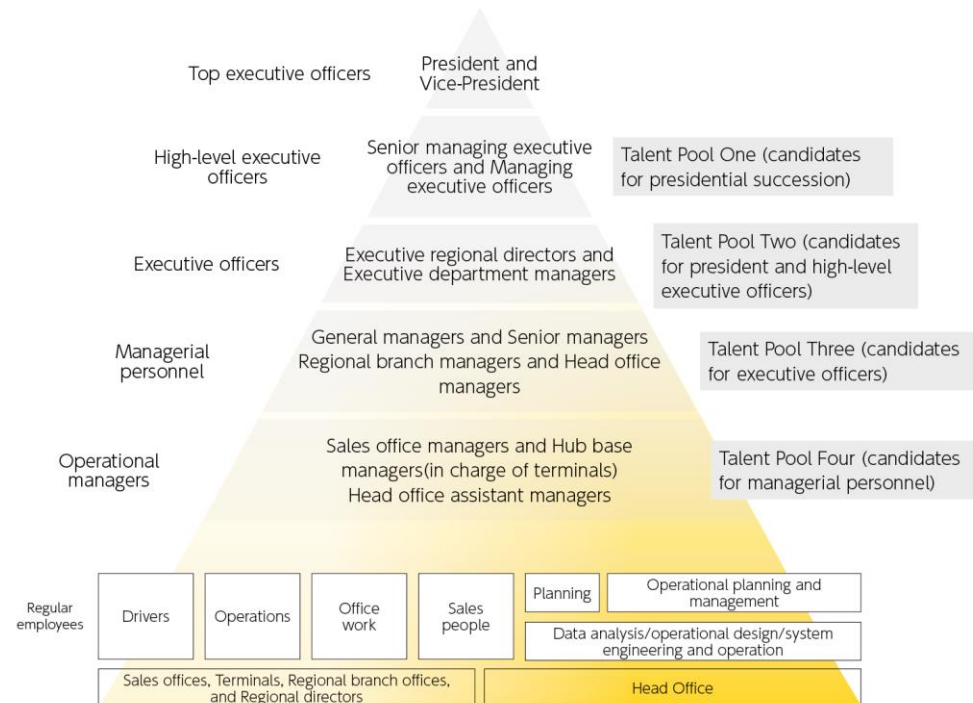 Top executive officers
President and
Vice-President
High-level executive
officers
Senior managing executive
officers and Managing
executive officers
Talent Pool One (candidates
for presidential succession)
Executive officers
Executive regional directors and
Executive department managers
Talent Pool Two (candidates
for president and high-level
executive officers)
Managerial
personnel
General managers and Senior managers
Regional branch managers and Head office
managers
Talent Pool Three (candidates
for executive officers)
Operational
managers
Sales office managers and Hub base
managers(in charge of terminals)
Head office assistant managers
Talent Pool Four (candidates
for managerial personnel)
Regular
employees
Drivers
Operations
Office
work
Sales
people
Planning
Operational planning and
management
Data analysis/operational design/system
engineering and operation
Sales offices, Terminals, Regional branch offices,
and Regional directors
Head Office